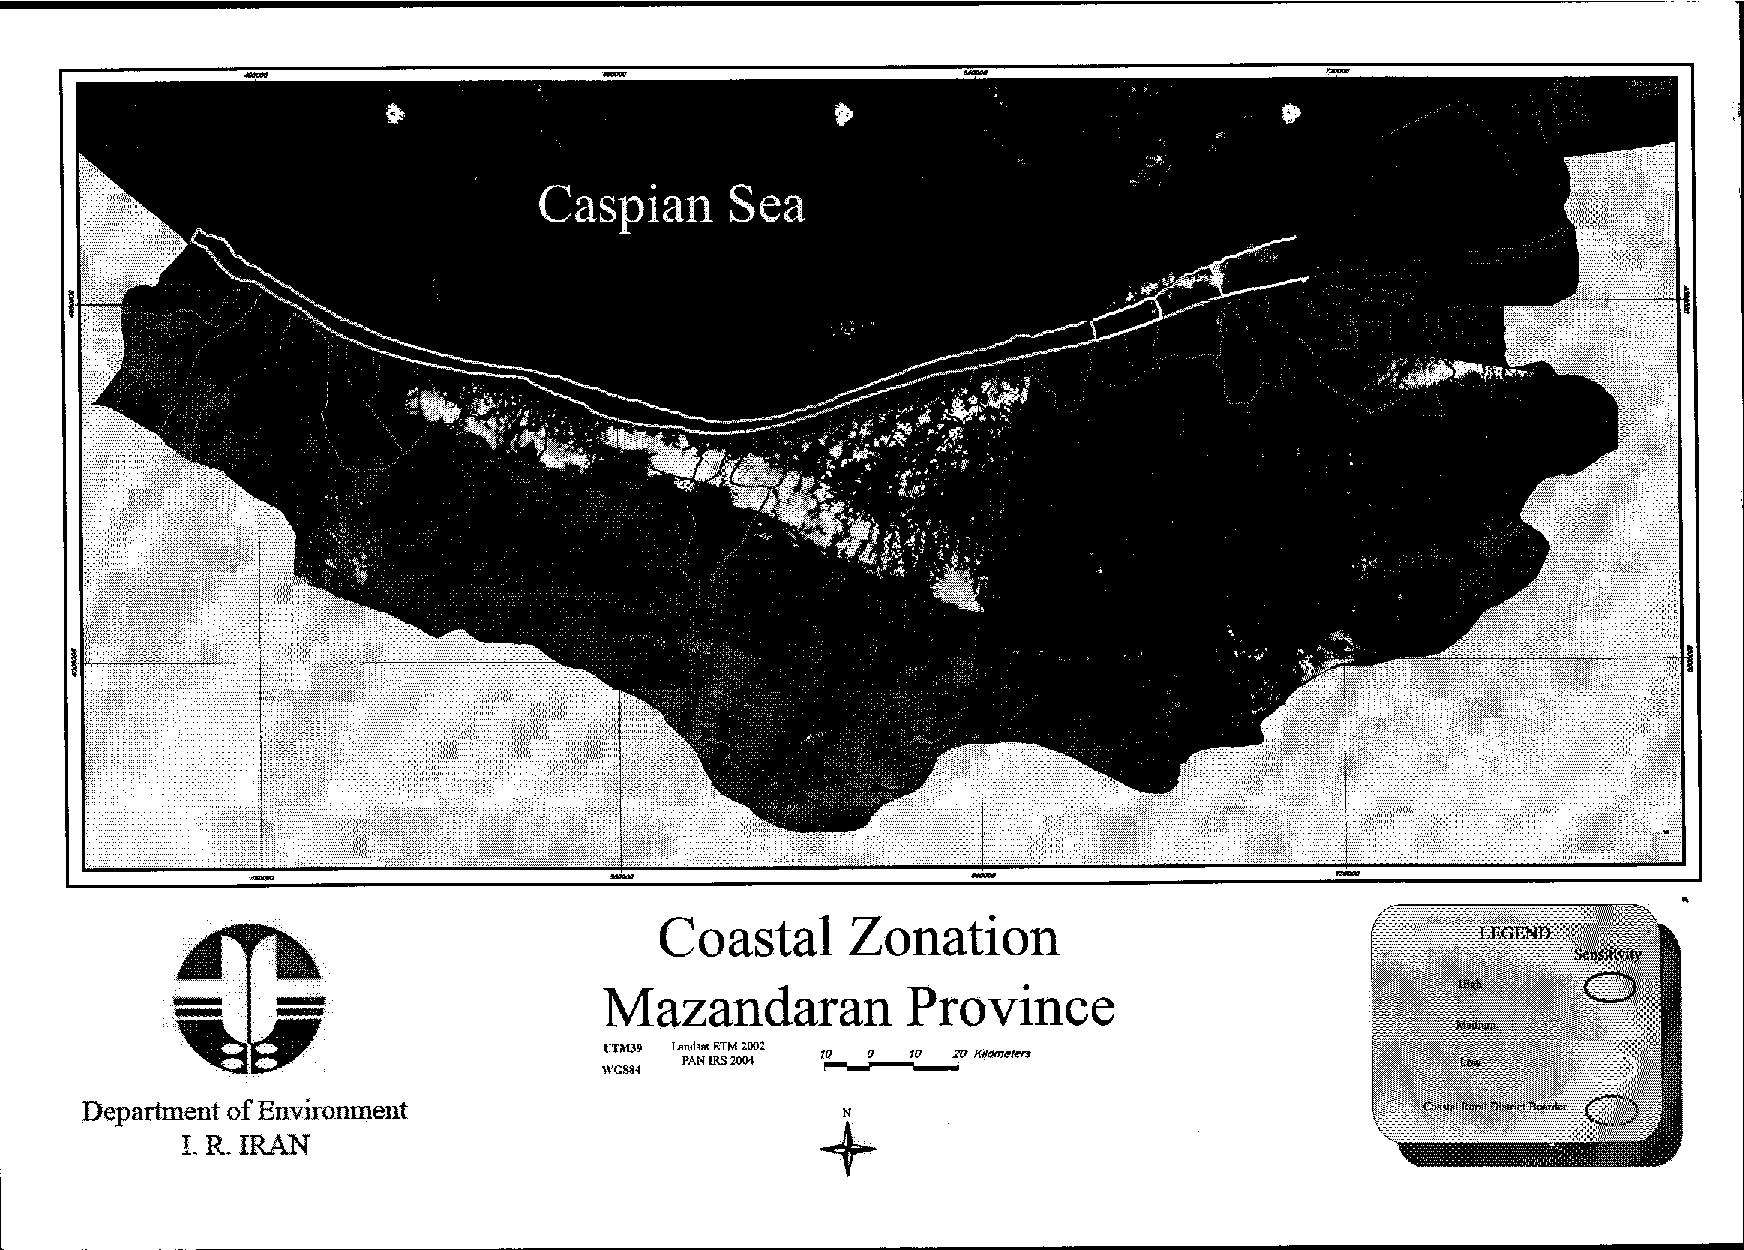 Caspian Sea
Coastal Zonation
Mazandaran Province
UTM39
Landsat ETM 2002
PAN IRS 2004
WGS84
10 0 10 20 Kilometers
N
Department of Environment
I. R. IRAN
LEGEND
Sensitivity
High
Medium
Low